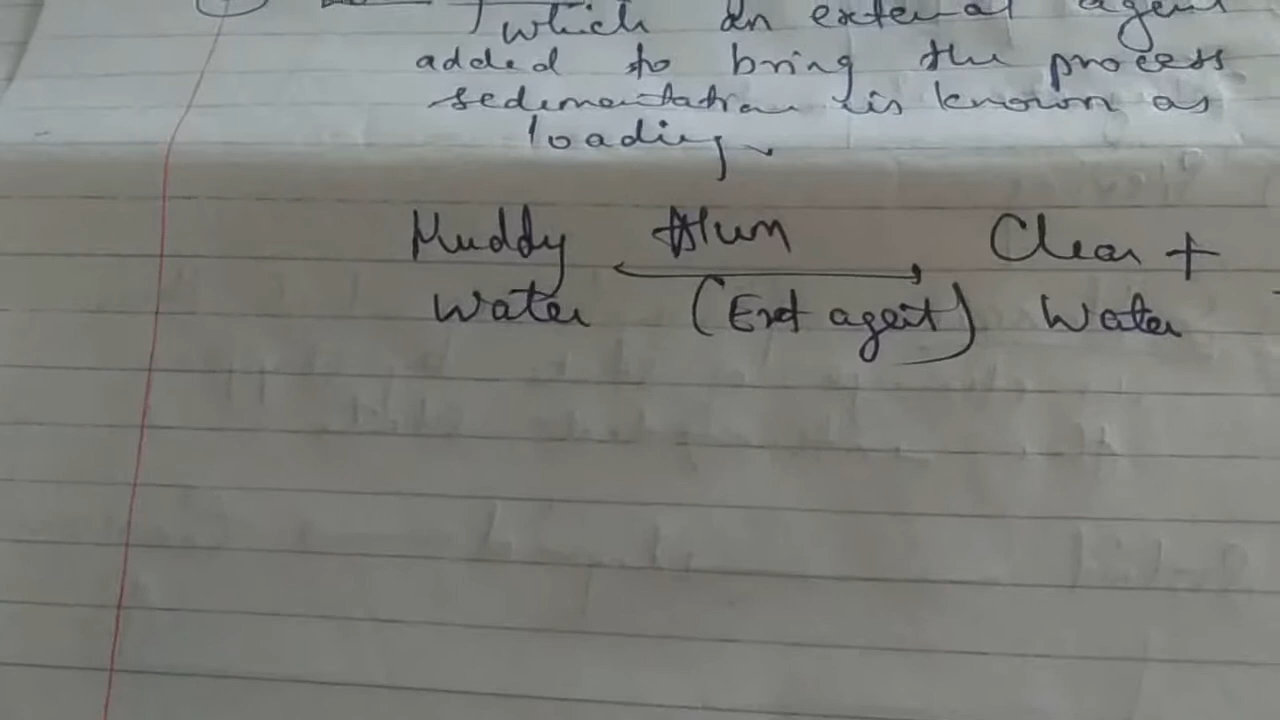 which an external agent
added to bring the process
sedimentation is known as
loading
Muddy Alum Clear +
Water (Ext agent) Water